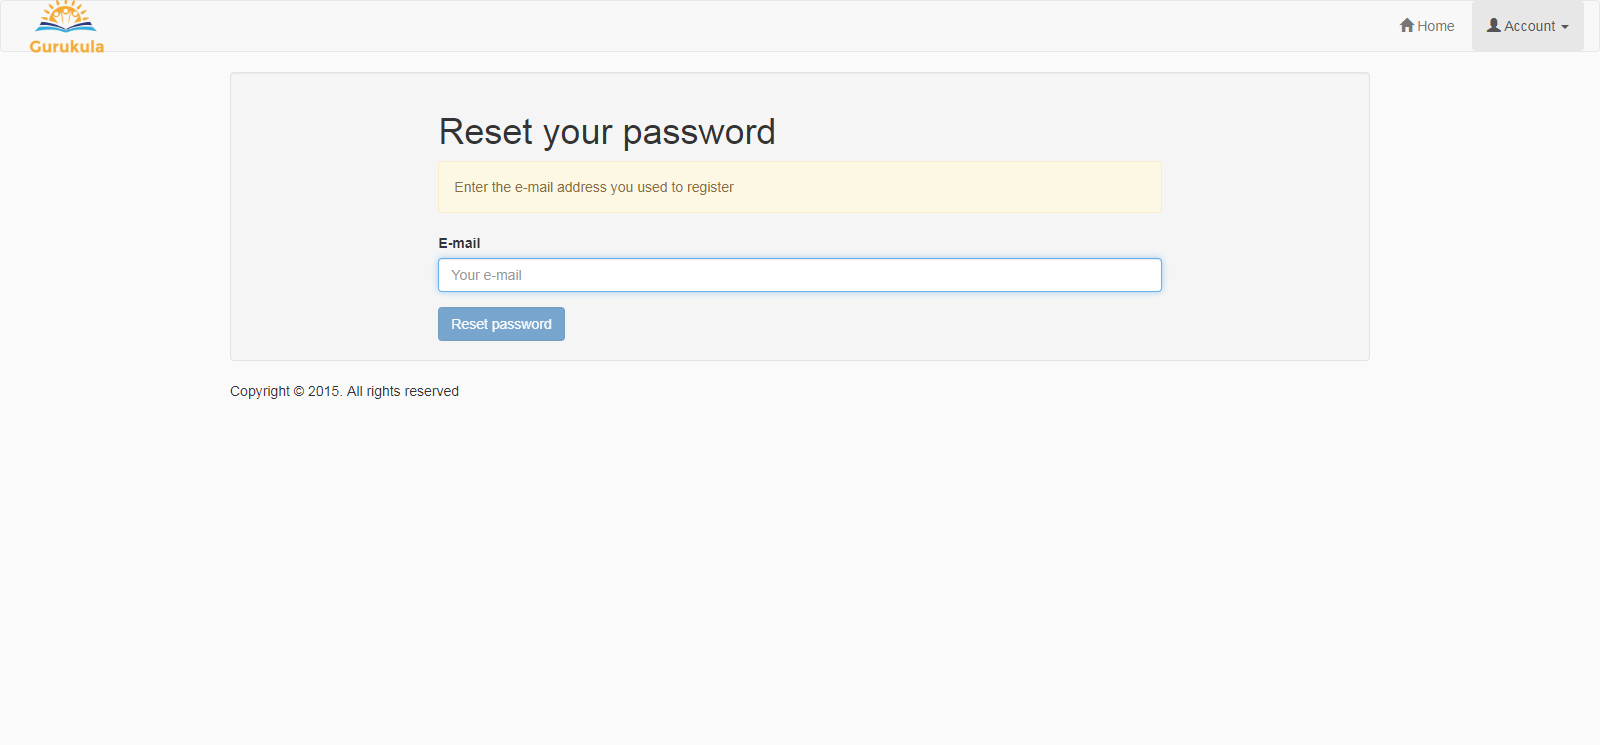 Gurukula
Home
Account
Reset your password
Enter the e-mail address you used to register
E-mail
Your e-mail
Reset password
Copyright © 2015. All rights reserved